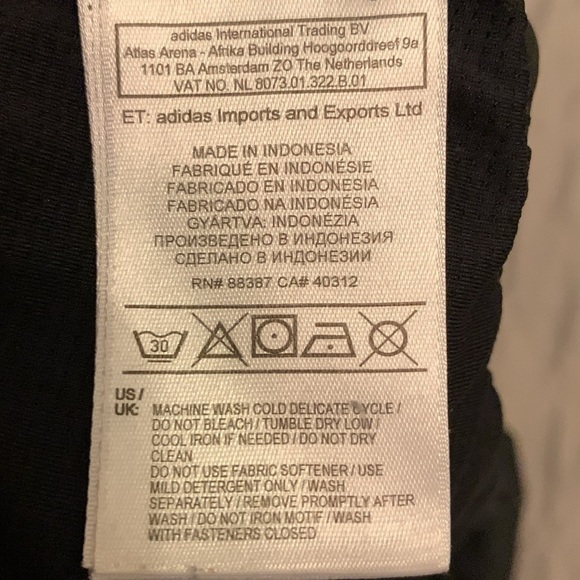 adidas International Trading BV
Atlas Arena - Afrika Building Hoogoorddreef 9a
1101 BA Amsterdam ZO The Netherlands
VAT NO. NL 8073.01.322.B.01
ET: adidas Imports and Exports Ltd
MADE IN INDONESIA
FABRIQUÉ EN INDONÉSIE
FABRICADO EN INDONESIA
FABRICADO NA INDONÉSIA
GYÁRTVA: INDONÉZIA
ПРОИЗВЕДЕНО В ИНДОНЕЗИЯ
СДЕЛАНО В ИНДОНЕЗИИ
RN# 88387 CA# 40312
30
US/
UK: MACHINE WASH COLD DELICATE CYCLE /
DO NOT BLEACH / TUMBLE DRY LOW /
COOL IRON IF NEEDED / DO NOT DRY
CLEAN
DO NOT USE FABRIC SOFTENER / USE
MILD DETERGENT ONLY / WASH
SEPARATELY / REMOVE PROMPTLY AFTER
WASH / DO NOT IRON MOTIF / WASH
WITH FASTENERS CLOSED